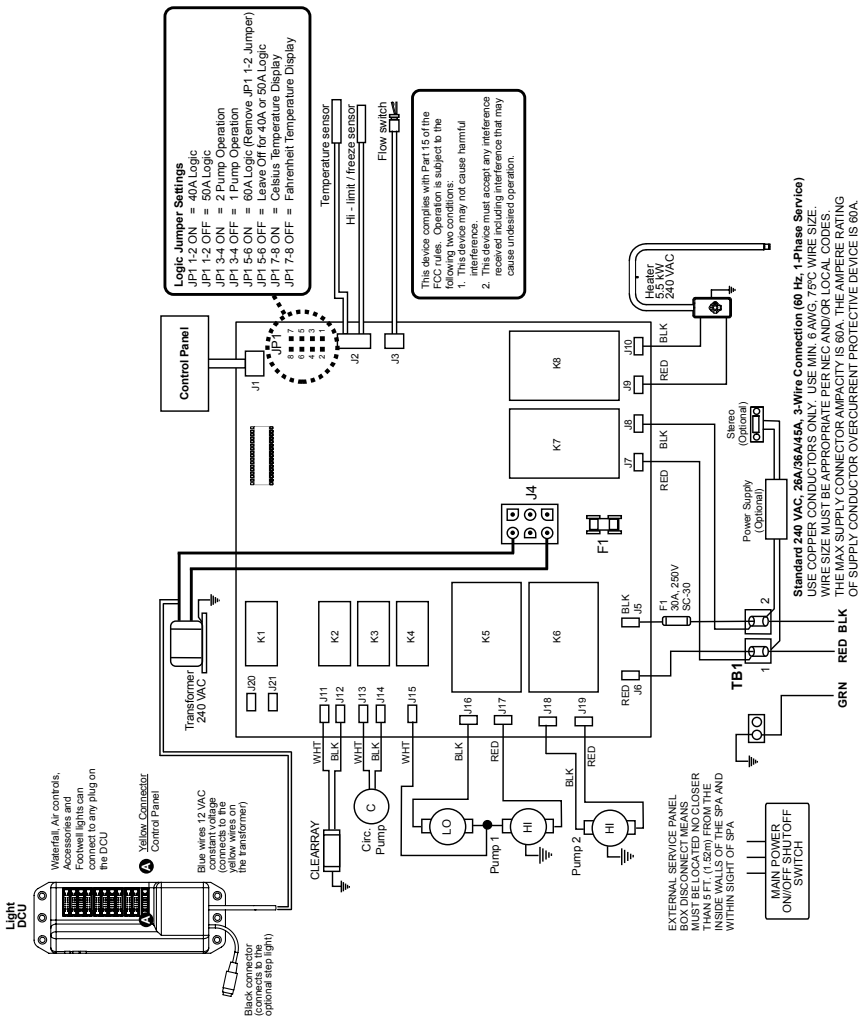 Light
DCU
Waterfall, Air controls,
Accessories and
Footwell lights can
connect to any plug on
the DCU
A
A
Yellow Connector
Control Panel
Blue wires 12 VAC
constant voltage
(connects to the
yellow wires on
the transformer)
Black connector
(connects to the
optional step light)
Transformer
240 VAC
Control Panel
Logic Jumper Settings
JP1 1-2 ON = 40A Logic
JP1 1-2 OFF = 50A Logic
JP1 3-4 ON = 2 Pump Operation
JP1 3-4 OFF = 1 Pump Operation
JP1 5-6 ON = 60A Logic (Remove JP1 1-2 Jumper)
JP1 5-6 OFF = Leave Off for 40A or 50A Logic
JP1 7-8 ON = Celsius Temperature Display
JP1 7-8 OFF = Fahrenheit Temperature Display
J1
JP1
8 7
6 5
4 3
2 1
J2
J3
Temperature sensor
Hi - limit / freeze sensor
Flow switch
This device complies with Part 15 of the
FCC rules. Operation is subject to the
following two conditions:
1. This device may not cause harmful
interference.
2. This device must accept any interference
received including interference that may
cause undesired operation.
J20
J21
K1
K2
K3
K4
K5
K6
K7
K8
J4
F1
J11
J12
J13
J14
J15
J16
J17
J18
J19
WHT
BLK
WHT
BLK
WHT
BLK
RED
BLK
RED
CLEARRAY
C
Circ.
Pump
LO
HI
Pump 1
HI
Pump 2
RED
J6
BLK
J5
J7
J8
J9
J10
RED
BLK
RED
BLK
F1
30A, 250V
SC-30
Heater
5.5 kW
240 VAC
Stereo
(Optional)
Power Supply
(Optional)
TB1
1
2
GRN
RED
BLK
EXTERNAL SERVICE PANEL
BOX DISCONNECT MEANS
MUST BE LOCATED NO CLOSER
THAN 5 FT. (1.52m) FROM THE
INSIDE WALLS OF THE SPA AND
WITHIN SIGHT OF SPA
MAIN POWER
ON//OFF SHUTOFF
SWITCH
Standard 240 VAC, 26A/36A/45A, 3-Wire Connection (60 Hz, 1-Phase Service)
USE COPPER CONDUCTORS ONLY. USE MIN. 6 AWG, 75ºC WIRE SIZE.
WIRE SIZE MUST BE APPROPRIATE PER NEC AND/OR LOCAL CODES.
THE MAX SUPPLY CONNECTOR AMPACITY IS 60A. THE AMPERE RATING
OF SUPPLY CONDUCTOR OVERCURRENT PROTECTIVE DEVICE IS 60A.